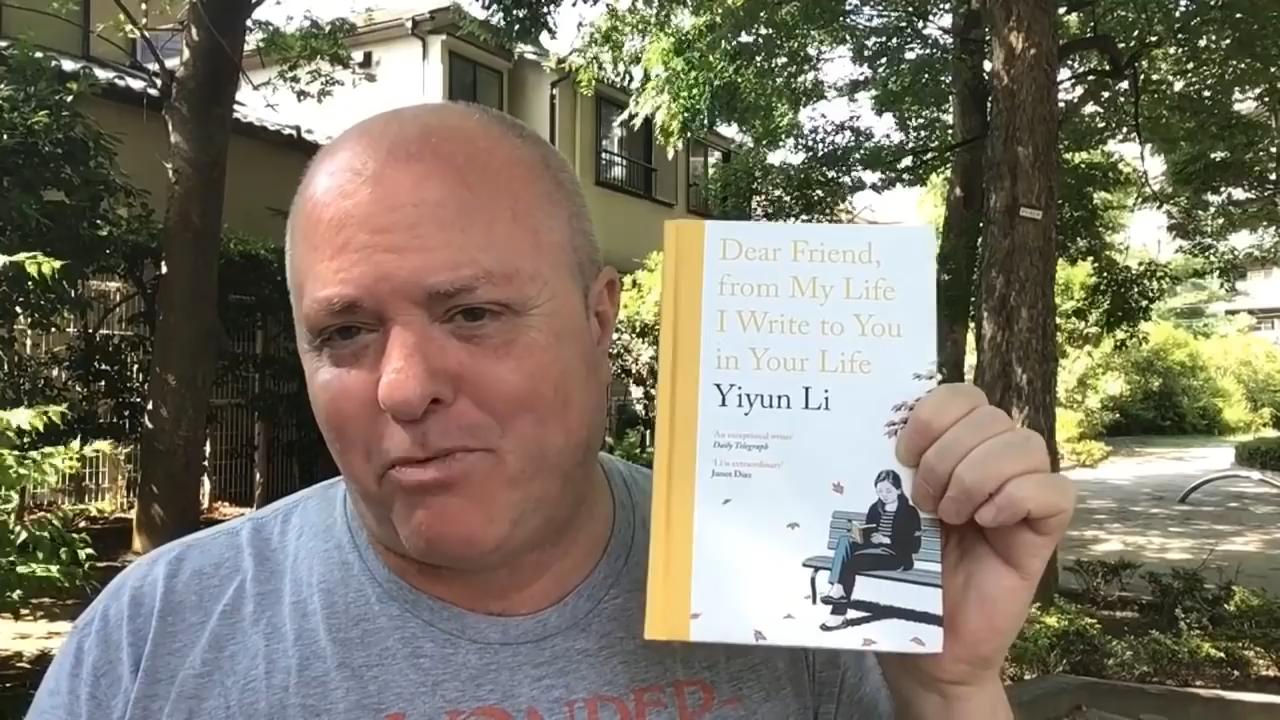 Dear Friend,
from My Life
I Write to You
in Your Life
Yiyun Li
'An exceptional writer'
Daily Telegraph
'Li is extraordinary'
Junot Díaz
WONDER-